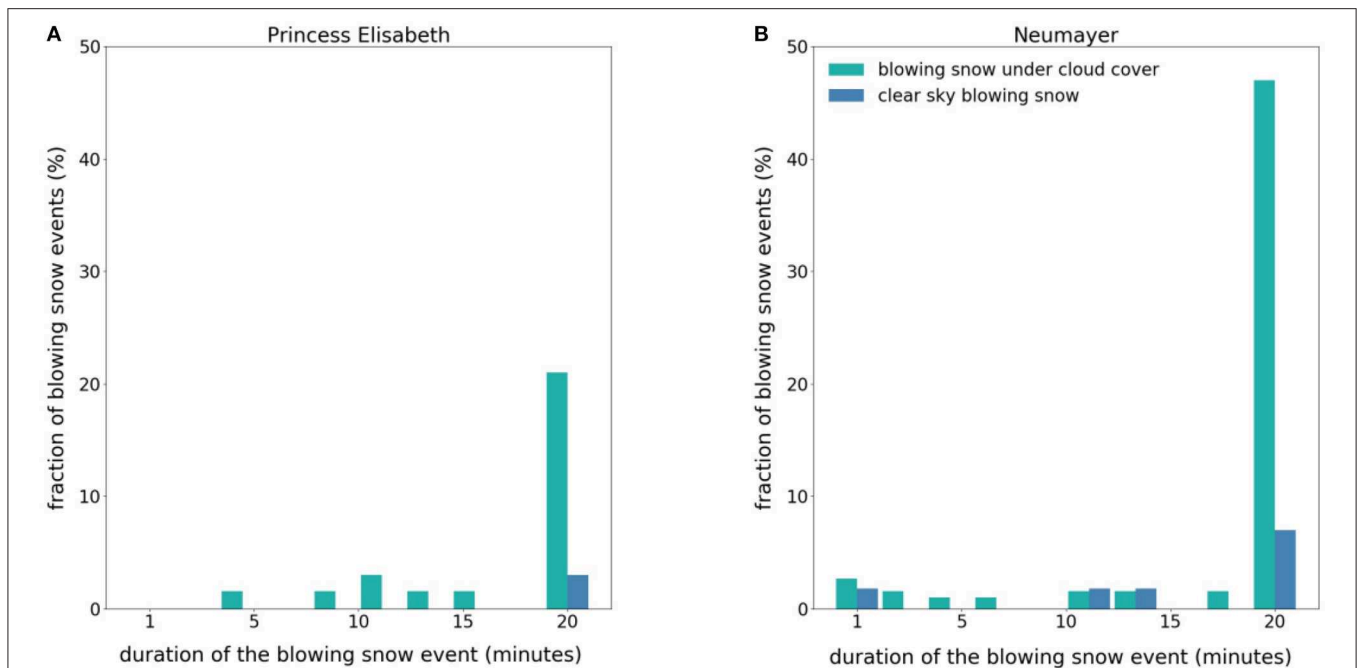 A
Princess Elisabeth
50
40
30
20
10
0
fraction of blowing snow events (%)
1 5 10 15 20
duration of the blowing snow event (minutes)
B
Neumayer
blowing snow under cloud cover
clear sky blowing snow
50
40
30
20
10
0
fraction of blowing snow events (%)
1 5 10 15 20
duration of the blowing snow event (minutes)